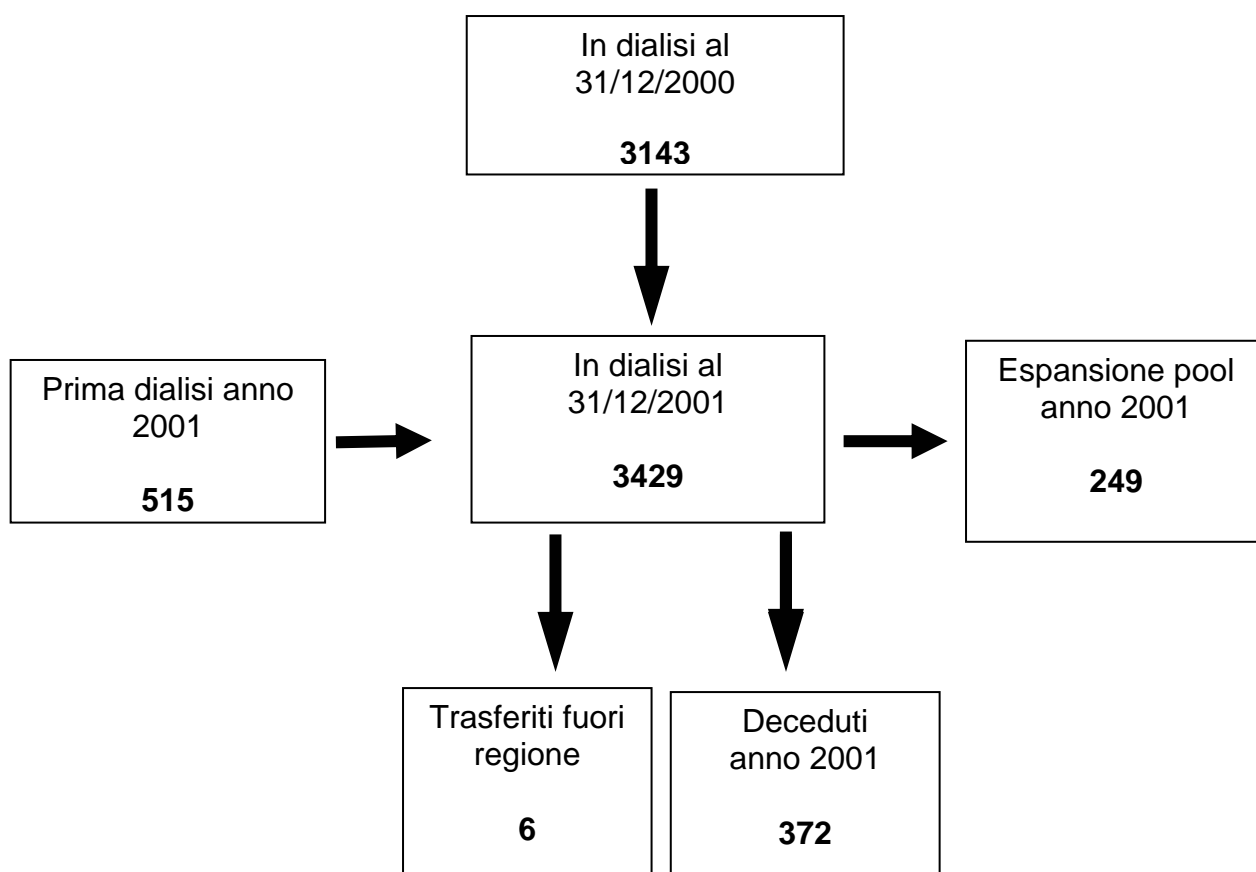 In dialisi al
31/12/2000
3143
Prima dialisi anno
2001
515
In dialisi al
31/12/2001
3429
Espansione pool
anno 2001
249
Trasferiti fuori
regione
6
Deceduti
anno 2001
372